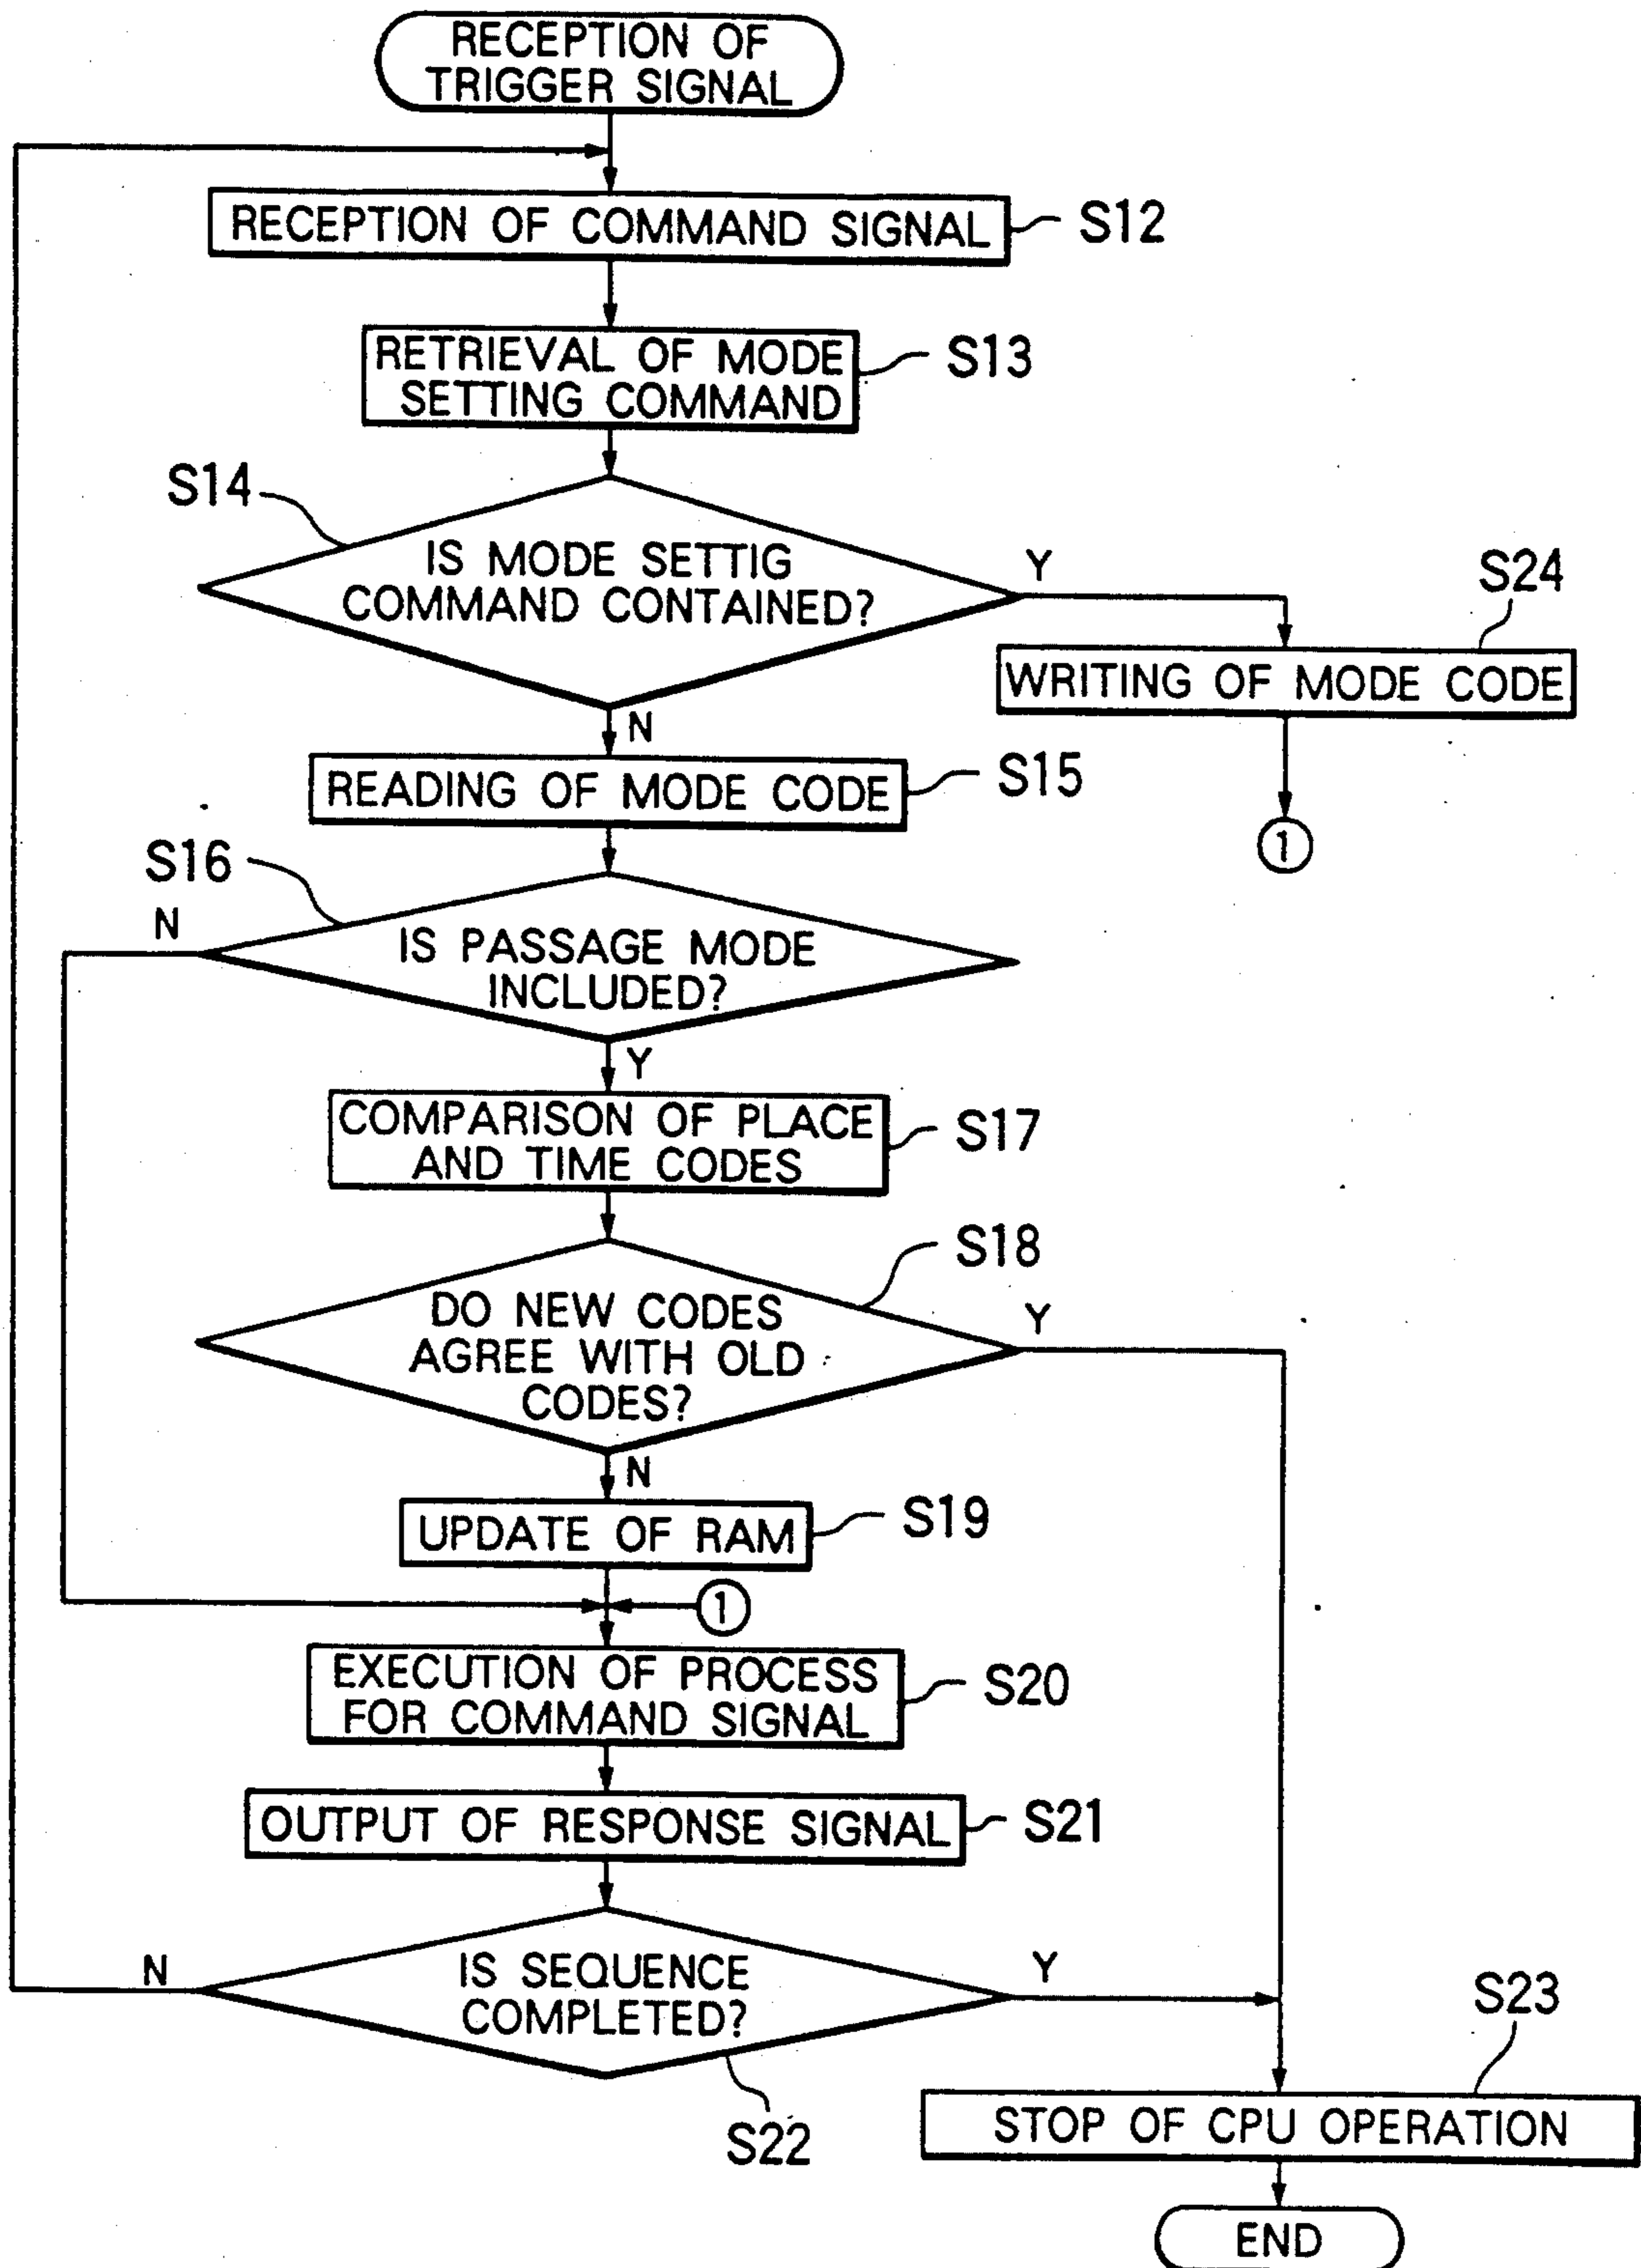 RECEPTION OF
TRIGGER SIGNAL
RECEPTION OF COMMAND SIGNAL
S12
RETRIEVAL OF MODE
SETTING COMMAND
S13
S14
IS MODE SETTIG
COMMAND CONTAINED?
Y
S24
WRITING OF MODE CODE
1
N
READING OF MODE CODE
S15
S16
N
IS PASSAGE MODE
INCLUDED?
Y
COMPARISON OF PLACE
AND TIME CODES
S17
S18
DO NEW CODES
AGREE WITH OLD
CODES?
Y
N
UPDATE OF RAM
S19
1
EXECUTION OF PROCESS
FOR COMMAND SIGNAL
S20
OUTPUT OF RESPONSE SIGNAL
S21
N
IS SEQUENCE
COMPLETED?
Y
S22
S23
STOP OF CPU OPERATION
END